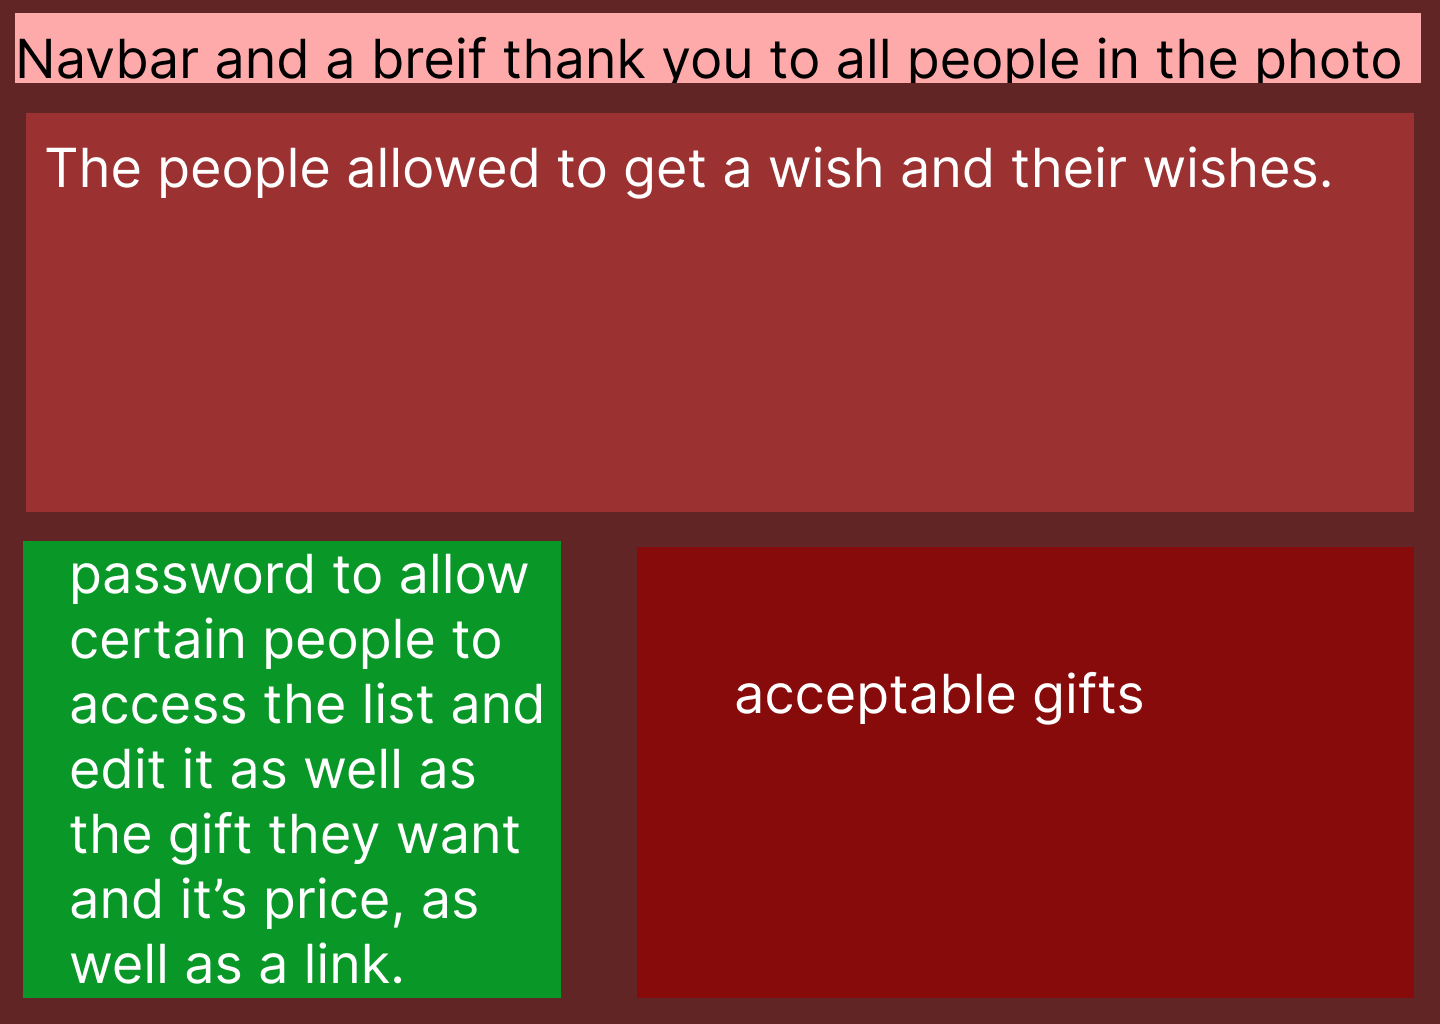 Navbar and a breif thank you to all people in the photo
The people allowed to get a wish and their wishes.
password to allow
certain people to
access the list and
edit it as well as
the gift they want
and it’s price, as
well as a link.
acceptable gifts